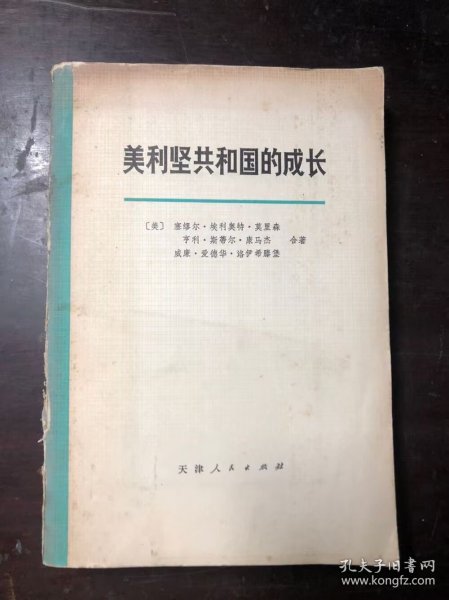 美利坚共和国的成长
〔美〕 塞缪尔·埃利奥特·莫里森
亨利·斯蒂尔·康马杰 合著
威廉·爱德华·洛伊希滕堡
天津人民出版社
孔夫子旧书网
www.kongfz.com